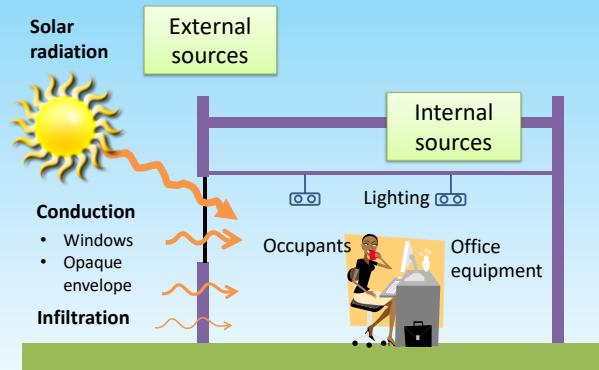 Solar
radiation
External
sources
Internal
sources
Lighting
Conduction
• Windows
• Opaque
envelope
Infiltration
Occupants
Office
equipment